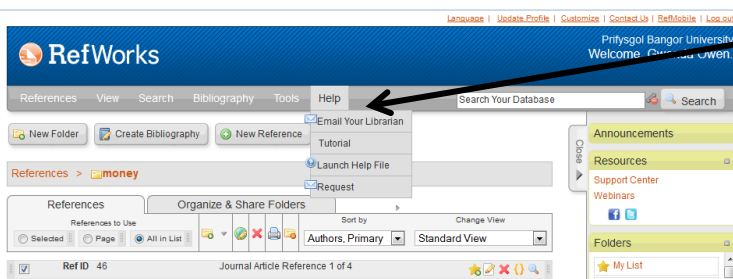 Language | Update Profile | Customize | Contact Us | RefMobile | Log out
RefWorks
Prifysgol Bangor University
Welcome, Gwenda Owen.
References View Search Bibliography Tools Help
Search Your Database
Search
Email Your Librarian
Tutorial
Launch Help File
Request
New Folder
Create Bibliography
New Reference
References > money
References
Organize & Share Folders
References to Use
Selected
Page
All in List
Sort by
Authors, Primary
Change View
Standard View
Ref ID 46
Journal Article Reference 1 of 4
Close
Announcements
Resources
Support Center
Webinars
Folders
My List